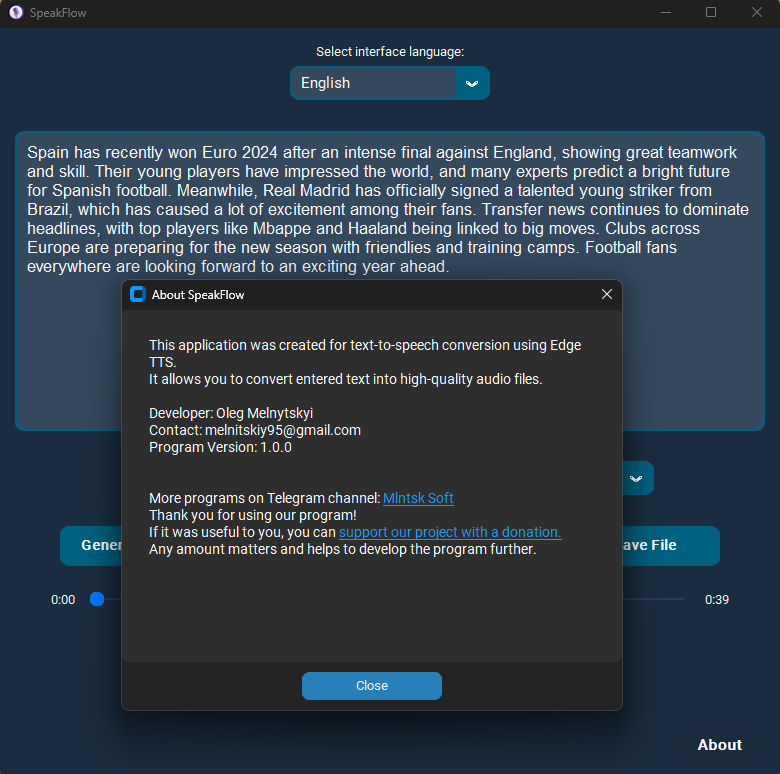 SpeakFlow
Select interface language:
English
Spain has recently won Euro 2024 after an intense final against England, showing great teamwork
and skill. Their young players have impressed the world, and many experts predict a bright future
for Spanish football. Meanwhile, Real Madrid has officially signed a talented young striker from
Brazil, which has caused a lot of excitement among their fans. Transfer news continues to dominate
headlines, with top players like Mbappe and Haaland being linked to big moves. Clubs across
Europe are preparing for the new season with friendlies and training camps. Football fans
everywhere are looking forward to an exciting year ahead.
About SpeakFlow
This application was created for text-to-speech conversion using Edge
TTS.
It allows you to convert entered text into high-quality audio files.
Developer: Oleg Melnytskyi
Contact: melnitskiy95@gmail.com
Program Version: 1.0.0
More programs on Telegram channel: Mlntsk Soft
Thank you for using our program!
If it was useful to you, you can support our project with a donation.
Any amount matters and helps to develop the program further.
File
0:00
0:39
Close
About